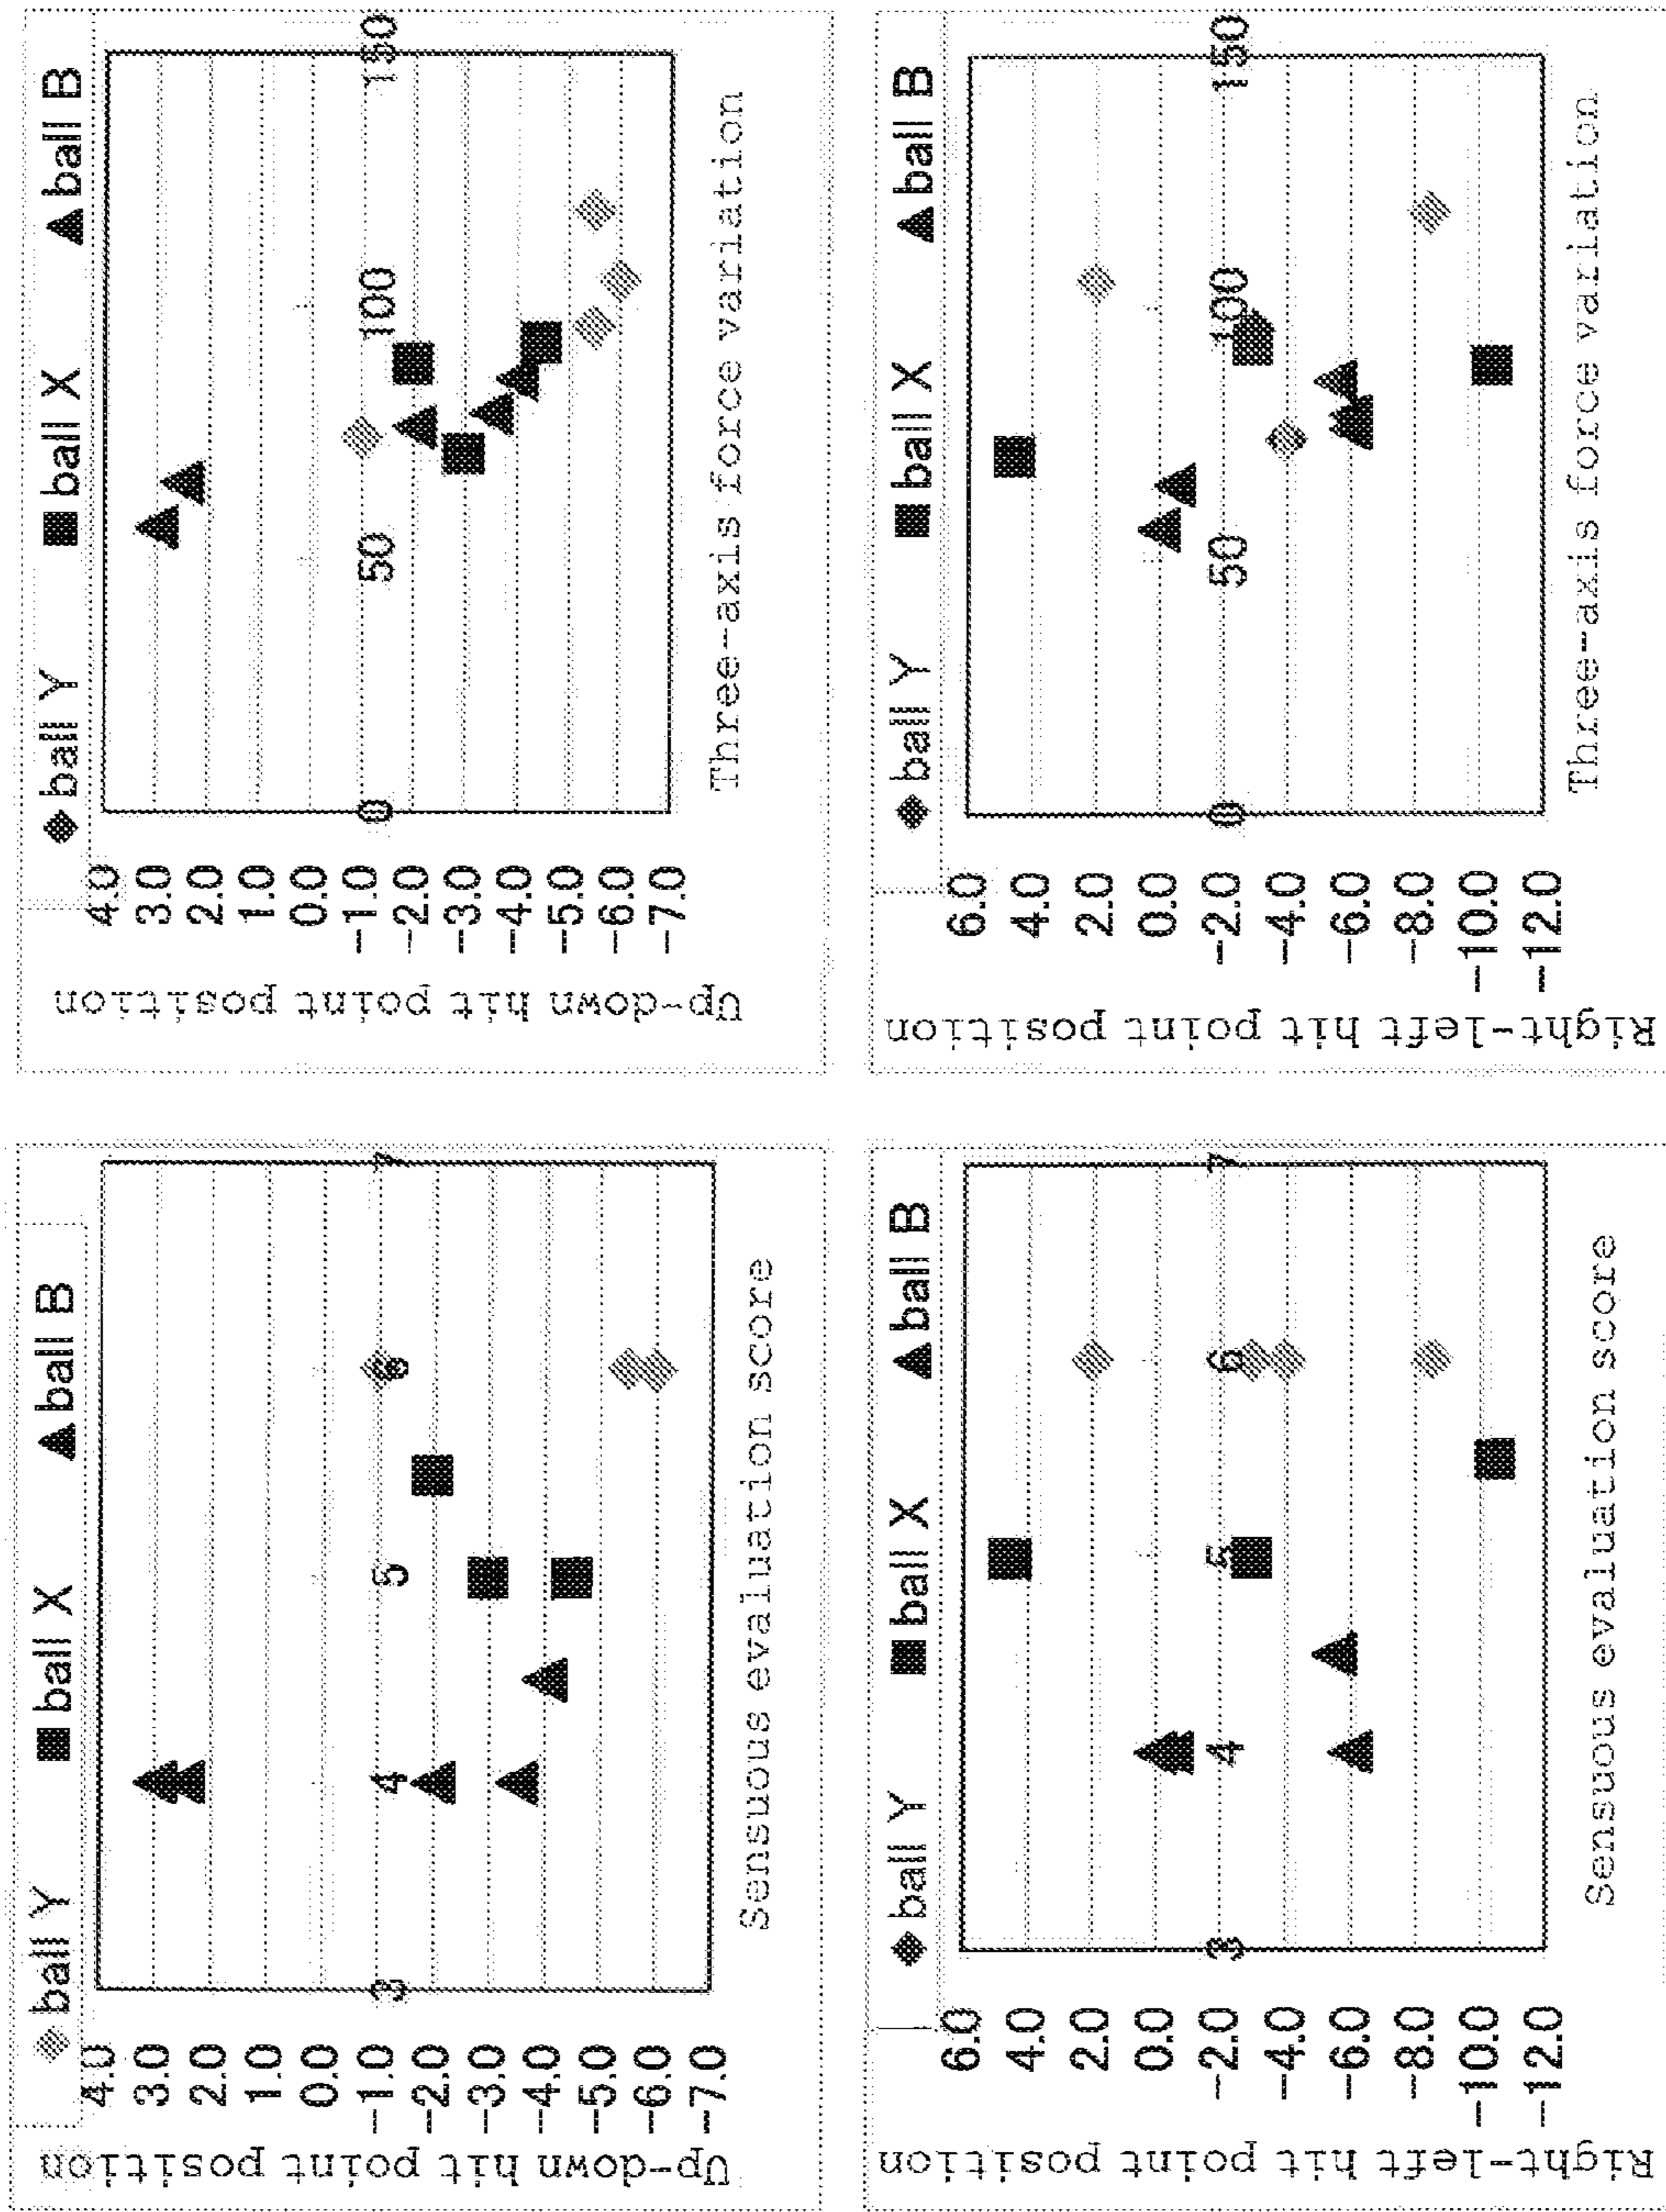 ball Y ball X ball B
4.0
3.0
2.0
1.0
0.0
-1.0
-2.0
-3.0
-4.0
-5.0
-6.0
-7.0
3 4 5 6 7
Up-down hit point position
Sensuous evaluation score
ball Y ball X ball B
4.0
3.0
2.0
1.0
0.0
-1.0
-2.0
-3.0
-4.0
-5.0
-6.0
-7.0
0 50 100 150
Up-down hit point position
Three-axis force variation
ball Y ball X ball B
6.0
4.0
2.0
0.0
-2.0
-4.0
-6.0
-8.0
-10.0
-12.0
3 4 5 6 7
Right-left hit point position
Sensuous evaluation score
ball Y ball X ball B
6.0
4.0
2.0
0.0
-2.0
-4.0
-6.0
-8.0
-10.0
-12.0
0 50 100 150
Right-left hit point position
Three-axis force variation